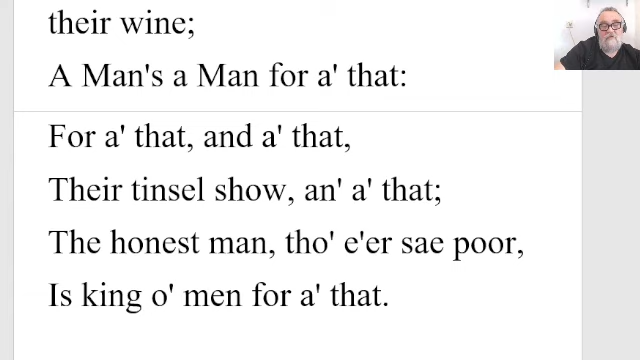 their wine;
A Man's a Man for a' that:
For a' that, and a' that,
Their tinsel show, an' a' that;
The honest man, tho' e'er sae poor,
Is king o' men for a' that.